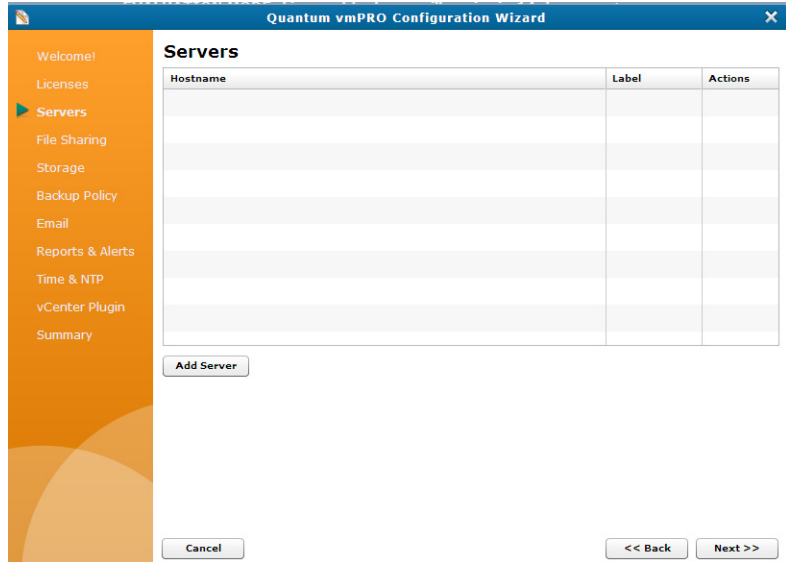 Quantum vmPRO Configuration Wizard
Welcome!
Licenses
Servers
File Sharing
Storage
Backup Policy
Email
Reports & Alerts
Time & NTP
vCenter Plugin
Summary
Servers
Hostname Label Actions
Add Server
Cancel << Back Next >>